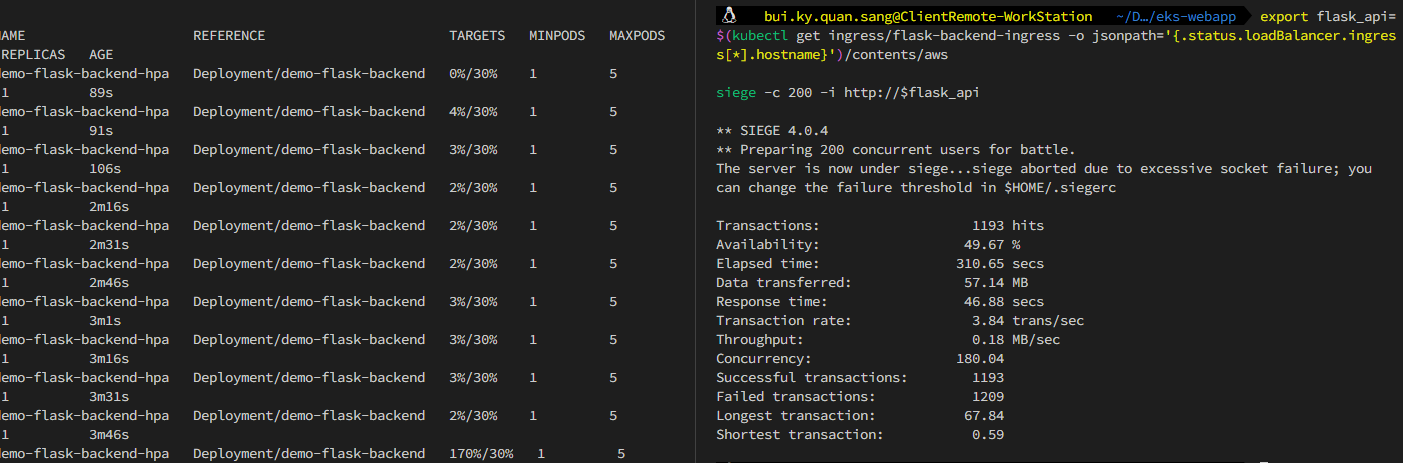 AME REFERENCE TARGETS MINPODS MAXPODS
REPLICAS AGE
demo-flask-backend-hpa Deployment/demo-flask-backend 0%/30% 1 5
1 89s
demo-flask-backend-hpa Deployment/demo-flask-backend 4%/30% 1 5
1 91s
demo-flask-backend-hpa Deployment/demo-flask-backend 3%/30% 1 5
1 106s
demo-flask-backend-hpa Deployment/demo-flask-backend 2%/30% 1 5
1 2m16s
demo-flask-backend-hpa Deployment/demo-flask-backend 2%/30% 1 5
1 2m31s
demo-flask-backend-hpa Deployment/demo-flask-backend 2%/30% 1 5
1 2m46s
demo-flask-backend-hpa Deployment/demo-flask-backend 3%/30% 1 5
1 3m1s
demo-flask-backend-hpa Deployment/demo-flask-backend 3%/30% 1 5
1 3m16s
demo-flask-backend-hpa Deployment/demo-flask-backend 3%/30% 1 5
1 3m31s
demo-flask-backend-hpa Deployment/demo-flask-backend 2%/30% 1 5
1 3m46s
demo-flask-backend-hpa Deployment/demo-flask-backend 170%/30% 1 5
bui.ky.quan.sang@ClientRemote-WorkStation ~/D…/eks-webapp export flask_api=
$(kubectl get ingress/flask-backend-ingress -o jsonpath='{.status.loadBalancer.ingres
s[*].hostname}')/contents/aws
siege -c 200 -i http://$flask_api
** SIEGE 4.0.4
** Preparing 200 concurrent users for battle.
The server is now under siege...siege aborted due to excessive socket failure; you
can change the failure threshold in $HOME/.siegerc
Transactions: 1193 hits
Availability: 49.67 %
Elapsed time: 310.65 secs
Data transferred: 57.14 MB
Response time: 46.88 secs
Transaction rate: 3.84 trans/sec
Throughput: 0.18 MB/sec
Concurrency: 180.04
Successful transactions: 1193
Failed transactions: 1209
Longest transaction: 67.84
Shortest transaction: 0.59